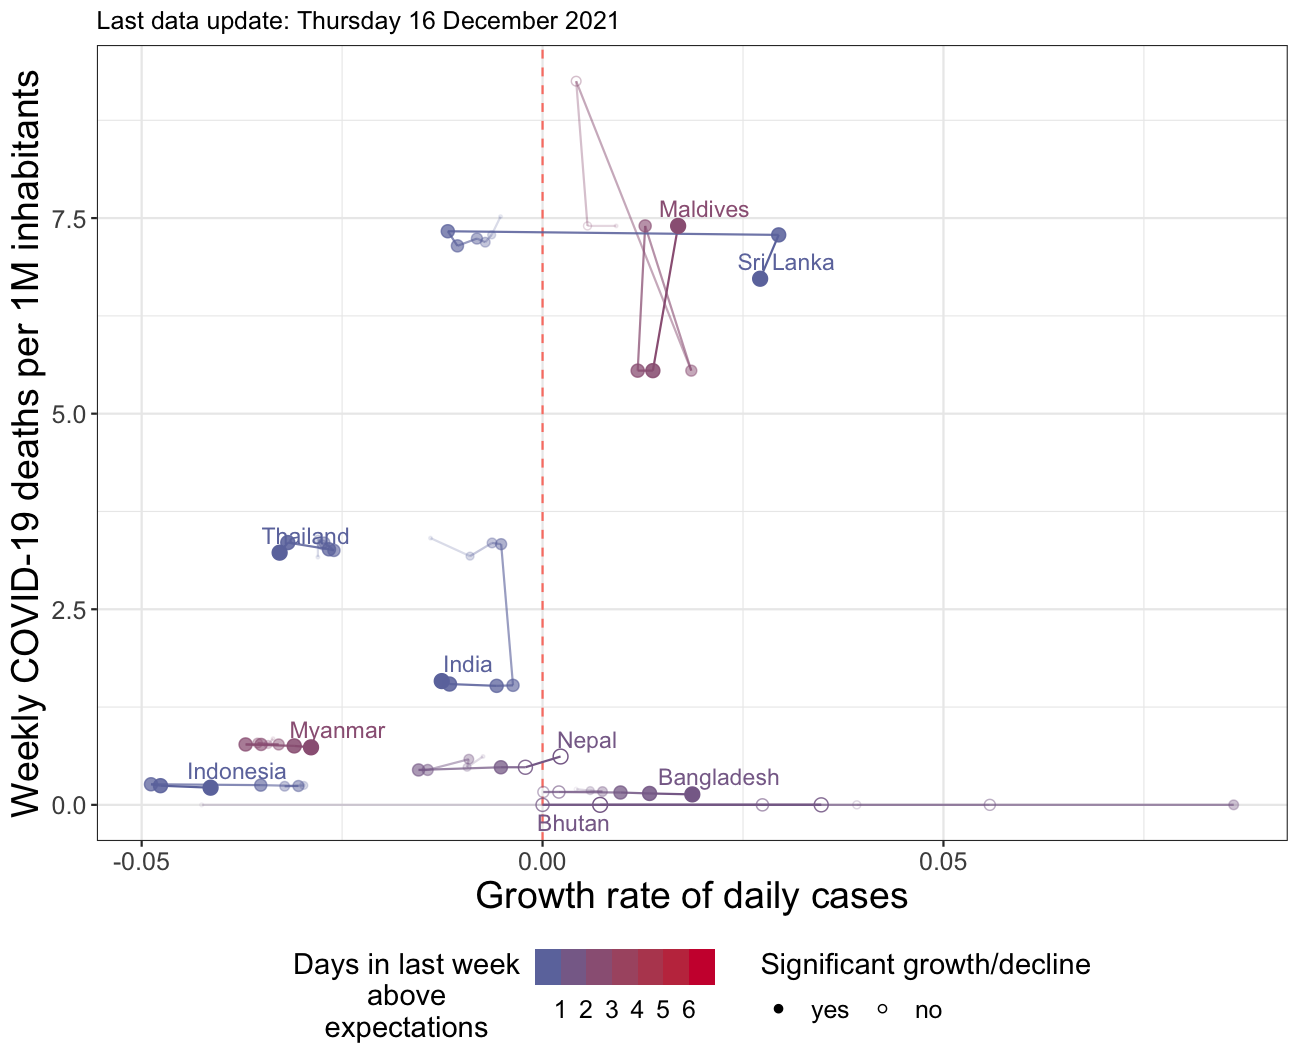 Last data update: Thursday 16 December 2021
Weekly COVID-19 deaths per 1M inhabitants
7.5
5.0
2.5
0.0
Maldives
Sri Lanka
Thailand
India
Myanmar
Nepal
Indonesia
Bangladesh
Bhutan
-0.05
0.00
0.05
Growth rate of daily cases
Days in last week
above
expectations
1 2 3 4 5 6
Significant growth/decline
yes no